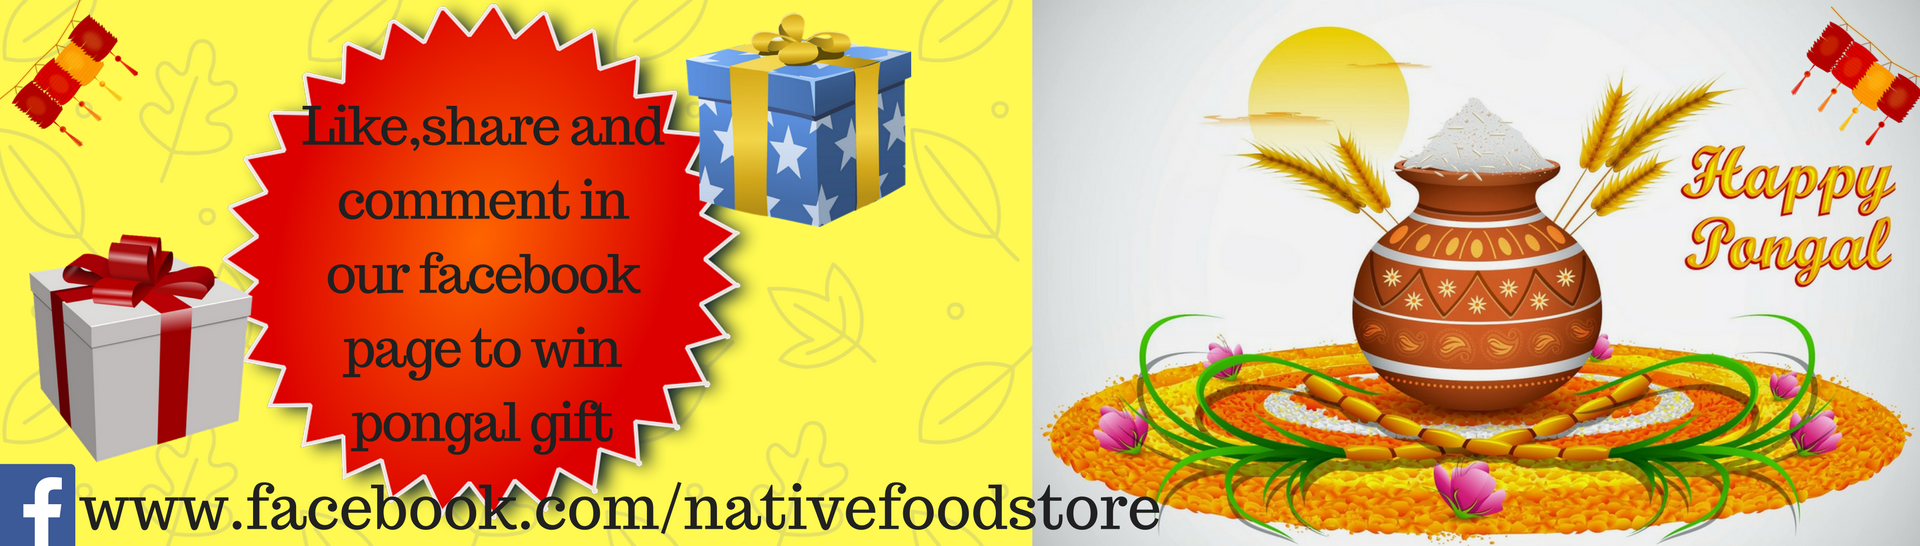 Like,share and
comment in
our facebook
page to win
pongal gift
f www.facebook.com/nativefoodstore
Happy
Pongal